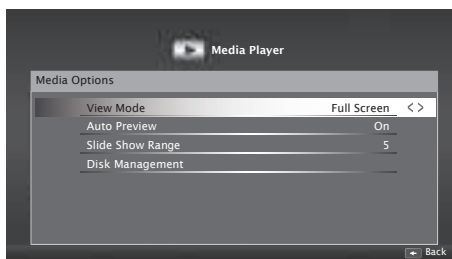 Media Player
Media Options
View Mode Full Screen < >
Auto Preview On
Slide Show Range 5
Disk Management
Back